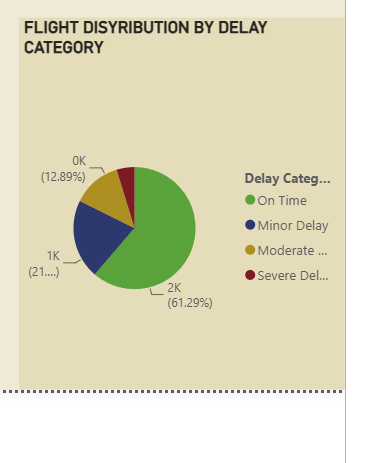 FLIGHT DISYRIBUTION BY DELAY
CATEGORY
0K
(12.89%)
Delay Categ...
On Time
Minor Delay
1K
(21....)
Moderate ...
Severe Del...
2K
(61.29%)